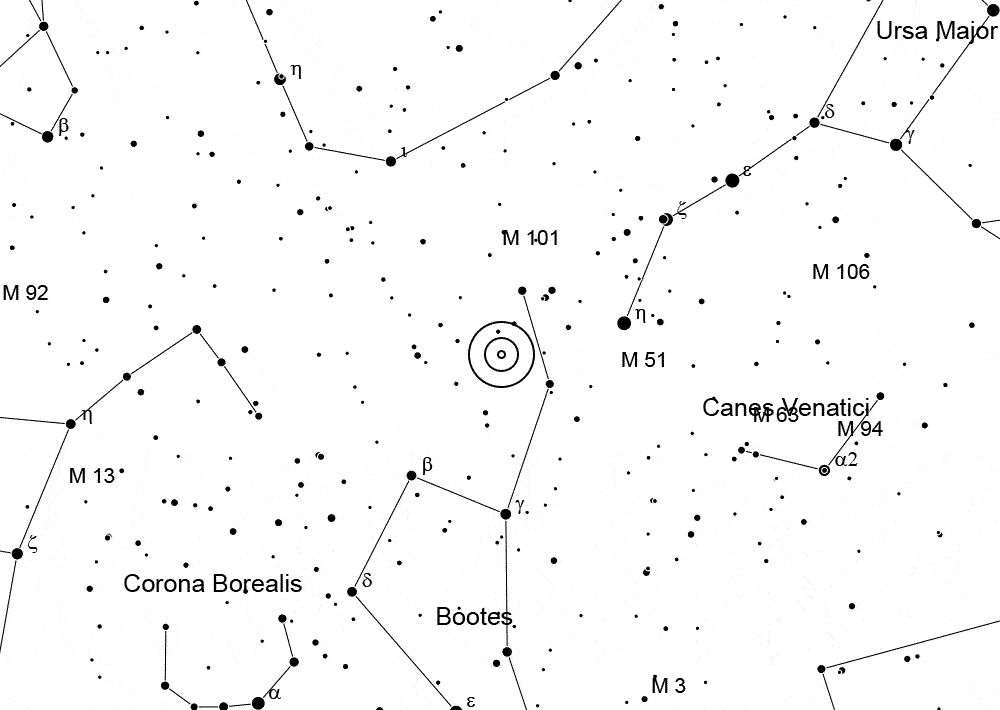 Ursa Major
η
δ
β
γ
ι
ε
ζ
M 101
M 106
M 92
η
M 51
Canes Venatici
M 63
η
M 94
α2
β
M 13
γ
ζ
δ
Corona Borealis
Bootes
M 3
α
ε